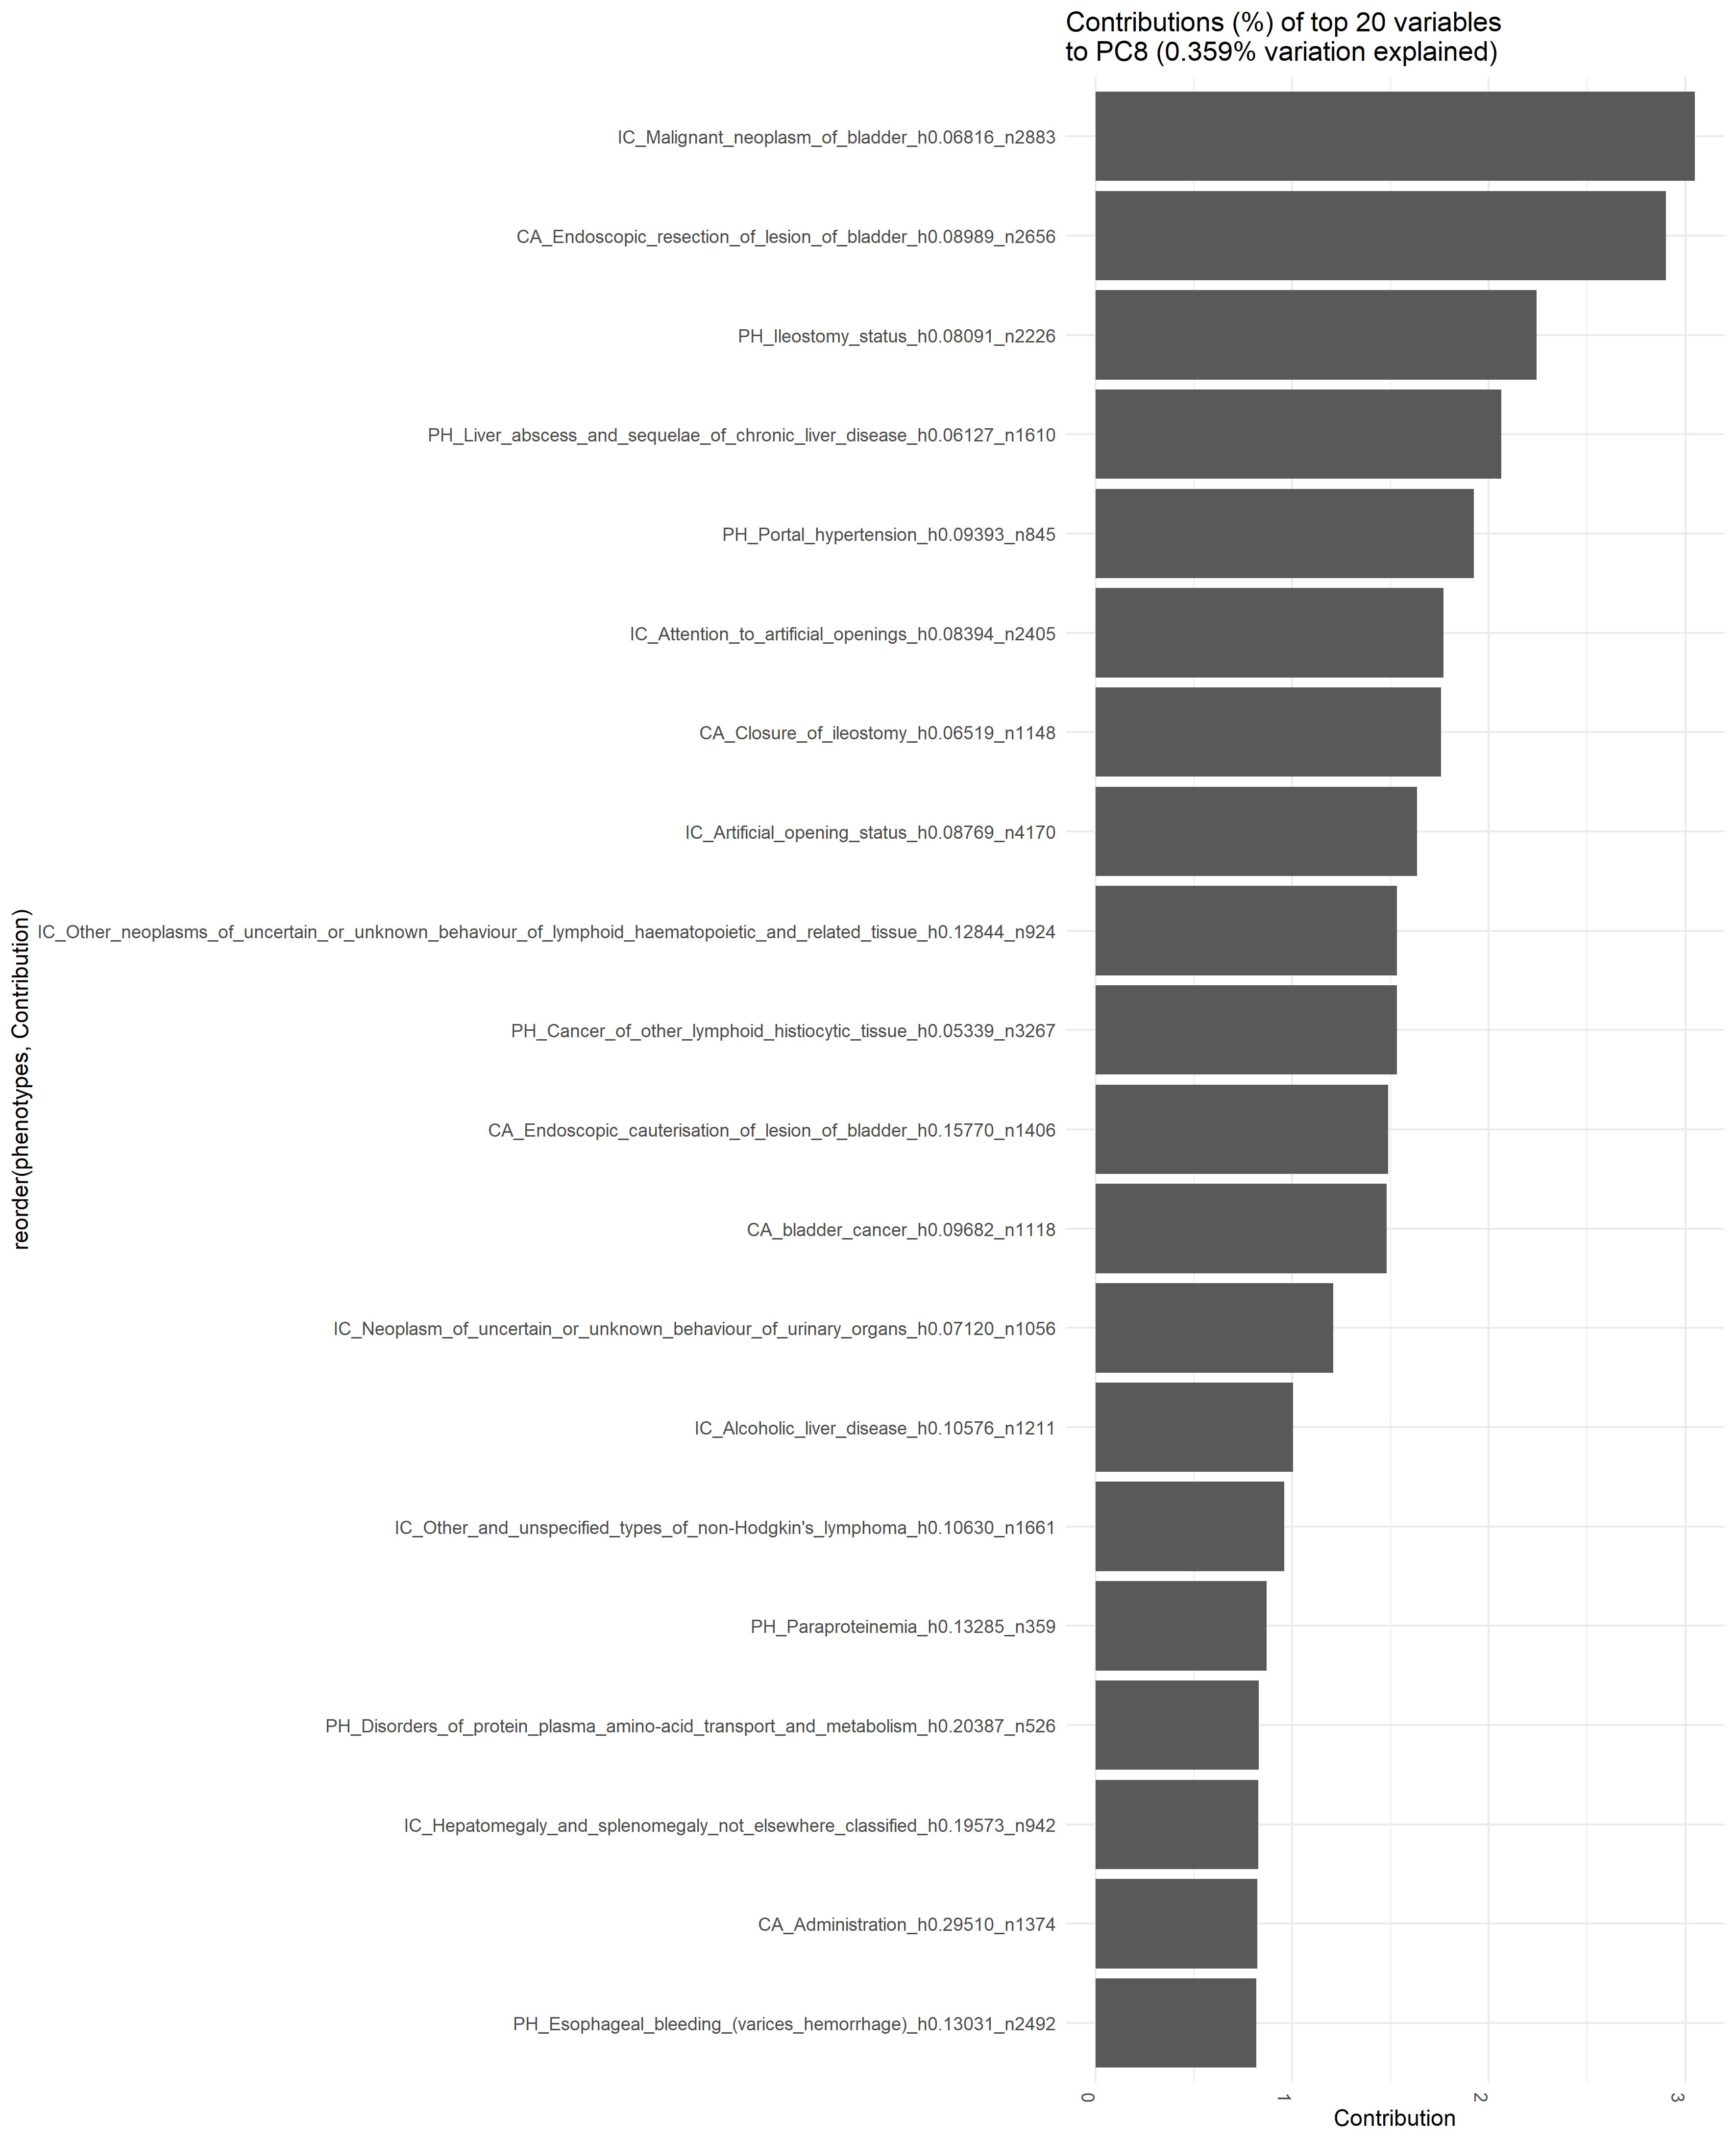 Contributions (%) of top 20 variables
to PC8 (0.359% variation explained)
reorder(phenotypes, Contribution)
IC_Malignant_neoplasm_of_bladder_h0.06816_n2883
CA_Endoscopic_resection_of_lesion_of_bladder_h0.08989_n2656
PH_Ileostomy_status_h0.08091_n2226
PH_Liver_abscess_and_sequelae_of_chronic_liver_disease_h0.06127_n1610
PH_Portal_hypertension_h0.09393_n845
IC_Attention_to_artificial_openings_h0.08394_n2405
CA_Closure_of_ileostomy_h0.06519_n1148
IC_Artificial_opening_status_h0.08769_n4170
IC_Other_neoplasms_of_uncertain_or_unknown_behaviour_of_lymphoid_haematopoietic_and_related_tissue_h0.12844_n924
PH_Cancer_of_other_lymphoid_histiocytic_tissue_h0.05339_n3267
CA_Endoscopic_cauterisation_of_lesion_of_bladder_h0.15770_n1406
CA_bladder_cancer_h0.09682_n1118
IC_Neoplasm_of_uncertain_or_unknown_behaviour_of_urinary_organs_h0.07120_n1056
IC_Alcoholic_liver_disease_h0.10576_n1211
IC_Other_and_unspecified_types_of_non-Hodgkin's_lymphoma_h0.10630_n1661
PH_Paraproteinemia_h0.13285_n359
PH_Disorders_of_protein_plasma_amino-acid_transport_and_metabolism_h0.20387_n526
IC_Hepatomegaly_and_splenomegaly_not_elsewhere_classified_h0.19573_n942
CA_Administration_h0.29510_n1374
PH_Esophageal_bleeding_(varices_hemorrhage)_h0.13031_n2492
0 1 2 3
Contribution